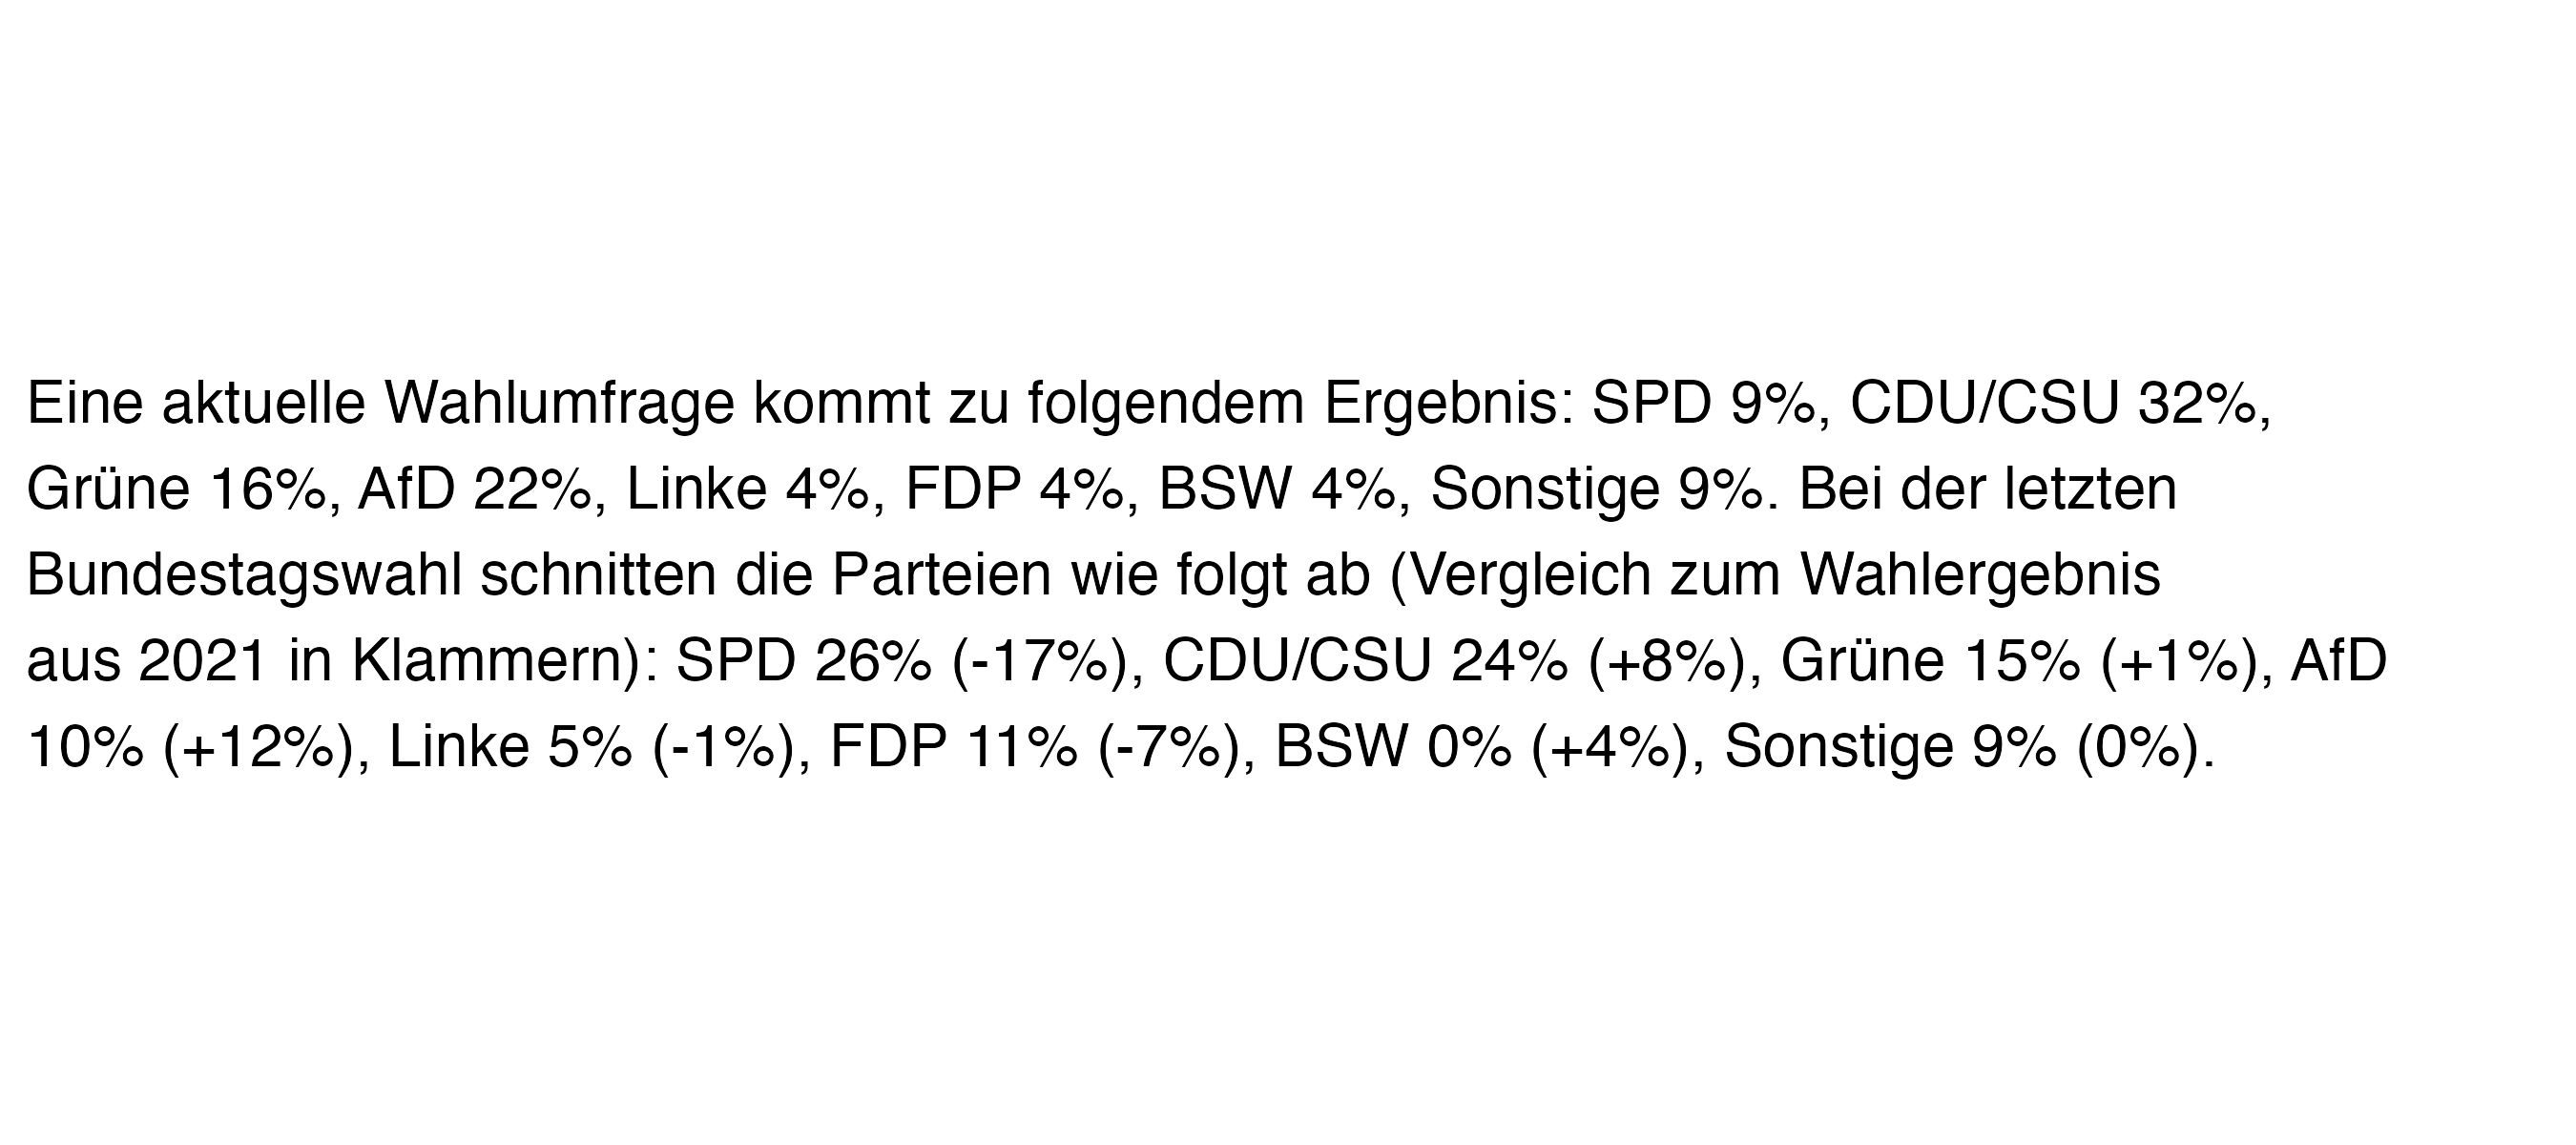 Eine aktuelle Wahlumfrage kommt zu folgendem Ergebnis: SPD 9%, CDU/CSU 32%,
Grüne 16%, AfD 22%, Linke 4%, FDP 4%, BSW 4%, Sonstige 9%. Bei der letzten
Bundestagswahl schnitten die Parteien wie folgt ab (Vergleich zum Wahlergebnis
aus 2021 in Klammern): SPD 26% (-17%), CDU/CSU 24% (+8%), Grüne 15% (+1%), AfD
10% (+12%), Linke 5% (-1%), FDP 11% (-7%), BSW 0% (+4%), Sonstige 9% (0%).